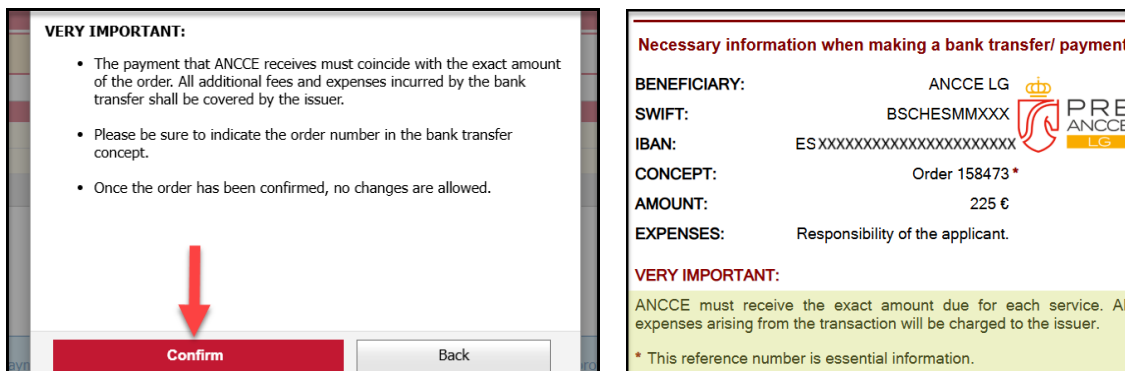 VERY IMPORTANT:
• The payment that ANCCE receives must coincide with the exact amount
of the order. All additional fees and expenses incurred by the bank
transfer shall be covered by the issuer.
• Please be sure to indicate the order number in the bank transfer
concept.
• Once the order has been confirmed, no changes are allowed.
Confirm
Back
Necessary information when making a bank transfer/ payment
BENEFICIARY: ANCCE LG
SWIFT: BSCHESMMXXX
IBAN: ESXXXXXXXXXXXXXXXXXXXXXX
CONCEPT: Order 158473 *
AMOUNT: 225 €
EXPENSES: Responsibility of the applicant.
PRE
ANCCE
LG
VERY IMPORTANT:
ANCCE must receive the exact amount due for each service.
expenses arising from the transaction will be charged to the issuer.
* This reference number is essential information.